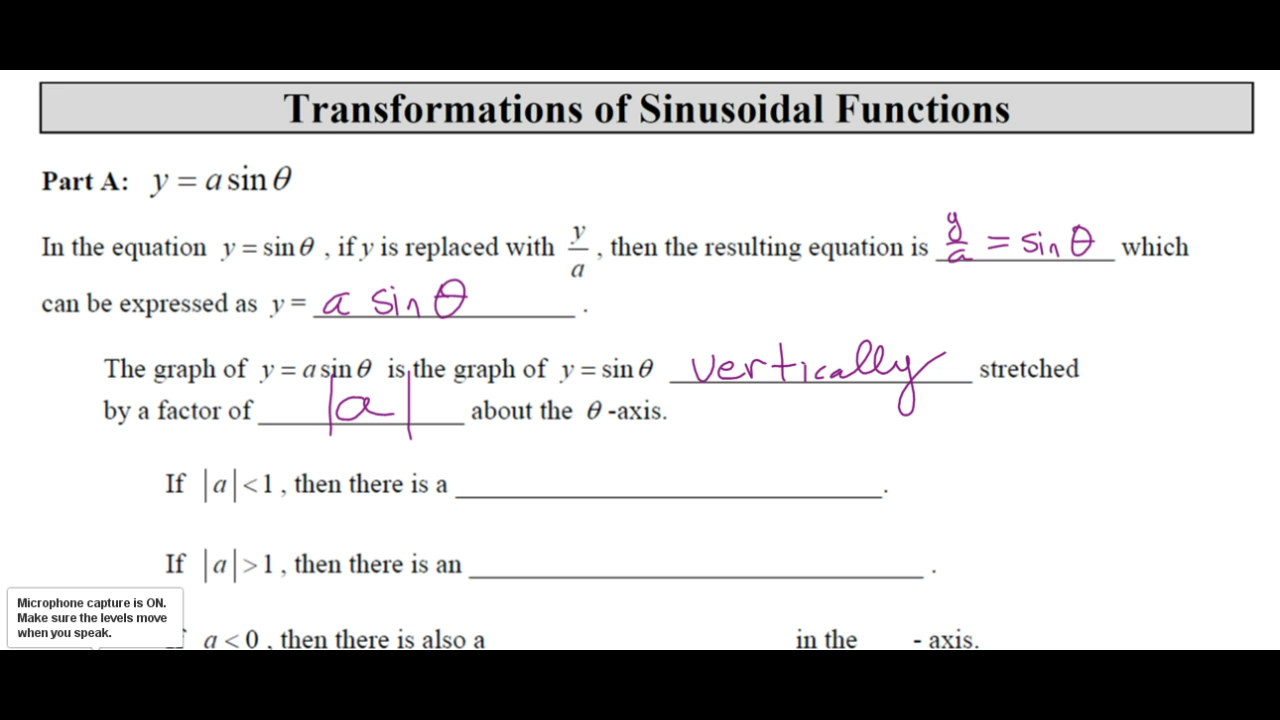 Transformations of Sinusoidal Functions
Part A: y = a sin θ
In the equation y = sin θ , if y is replaced with y/a , then the resulting equation is y/a = sin θ which
can be expressed as y = a sin θ .
The graph of y = a sin θ is the graph of y = sin θ vertically stretched
by a factor of |a| about the θ -axis.
If |a| < 1 , then there is a ____________________.
If |a| > 1 , then there is an ____________________ .
Microphone capture is ON.
Make sure the levels move
when you speak.
a < 0 , then there is also a in the - axis.